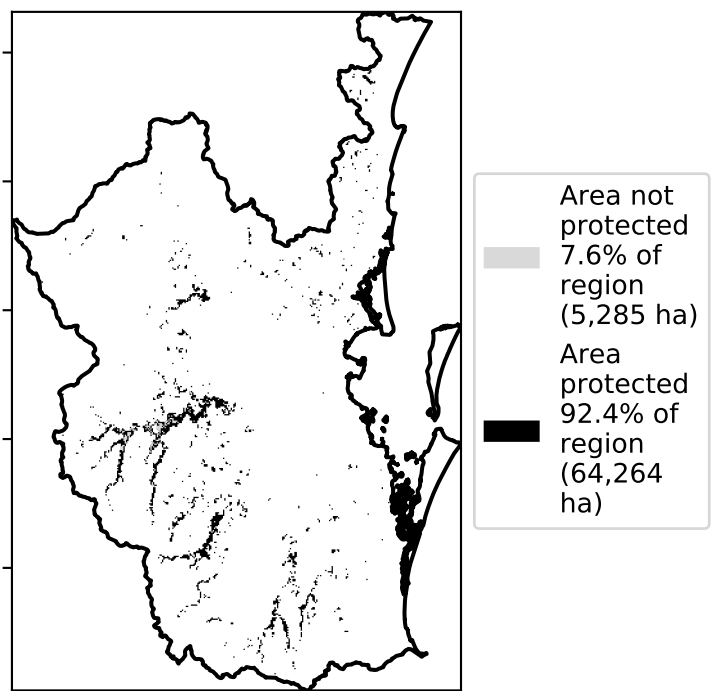 Area not
protected
7.6% of
region
(5,285 ha)
Area
protected
92.4% of
region
(64,264
ha)